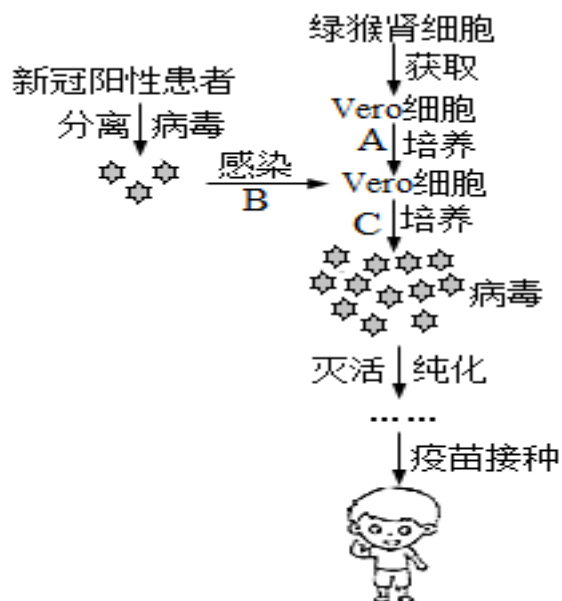 绿猴肾细胞
获取
新冠阳性患者
Vero细胞
分离 病毒
A 培养
感染
B
Vero细胞
C 培养
病毒
灭活 纯化
……
疫苗接种